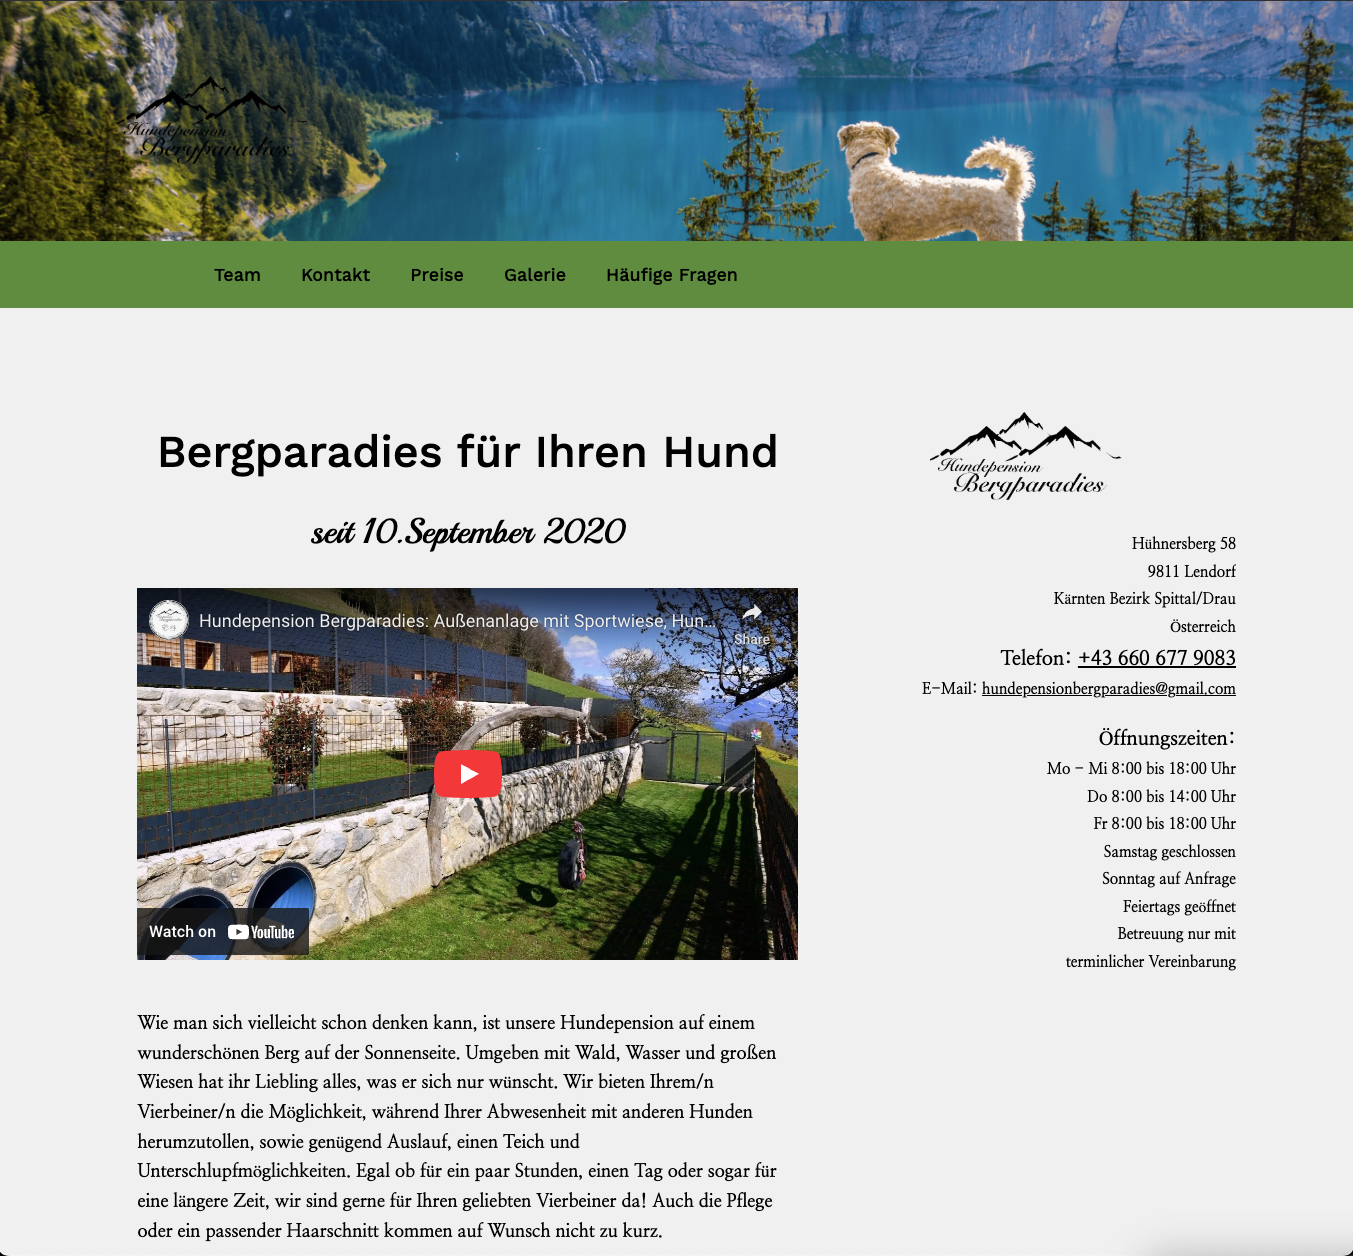 Hundepension
Bergparadies
Team
Kontakt
Preise
Galerie
Häufige Fragen
Bergparadies für Ihren Hund
seit 10.September 2020
Hundepension Bergparadies: Außenanlage mit Sportwiese, Hun...
Share
Watch on YouTube
Wie man sich vielleicht schon denken kann, ist unsere Hundepension auf einem
wunderschönen Berg auf der Sonnenseite. Umgeben mit Wald, Wasser und großen
Wiesen hat ihr Liebling alles, was er sich nur wünscht. Wir bieten Ihrem/n
Vierbeiner/n die Möglichkeit, während Ihrer Abwesenheit mit anderen Hunden
herumzutollen, sowie genügend Auslauf, einen Teich und
Unterschlupfmöglichkeiten. Egal ob für ein paar Stunden, einen Tag oder sogar für
eine längere Zeit, wir sind gerne für Ihren geliebten Vierbeiner da! Auch die Pflege
oder ein passender Haarschnitt kommen auf Wunsch nicht zu kurz.
Hundepension
Bergparadies
Hühnersberg 58
9811 Lendorf
Kärnten Bezirk Spittal/Drau
Österreich
Telefon: +43 660 677 9083
E-Mail: hundepensionbergparadies@gmail.com
Öffnungszeiten:
Mo - Mi 8:00 bis 18:00 Uhr
Do 8:00 bis 14:00 Uhr
Fr 8:00 bis 18:00 Uhr
Samstag geschlossen
Sonntag auf Anfrage
Feiertags geöffnet
Betreuung nur mit
terminlicher Vereinbarung